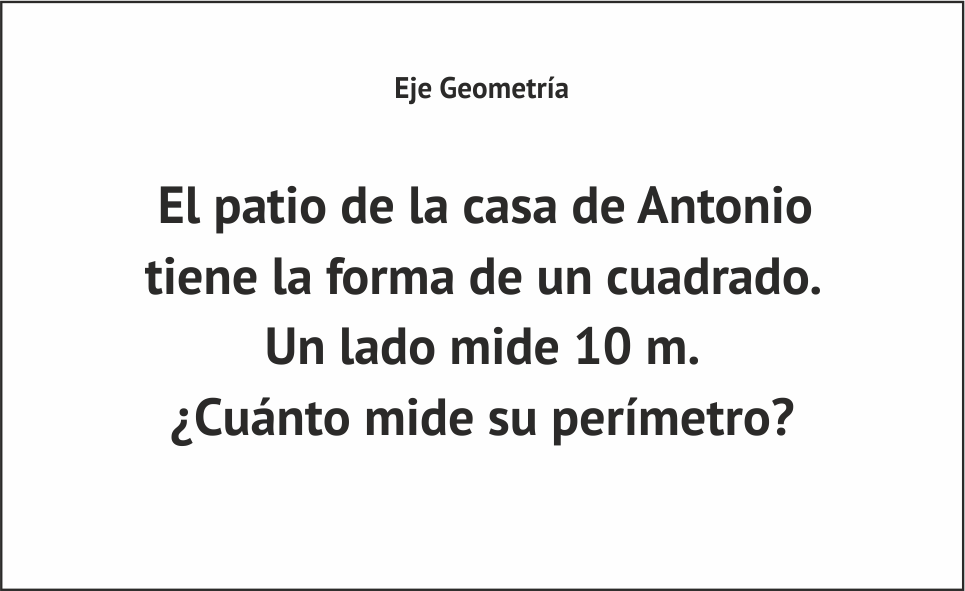 Eje Geometría
El patio de la casa de Antonio
tiene la forma de un cuadrado.
Un lado mide 10 m.
¿Cuánto mide su perímetro?